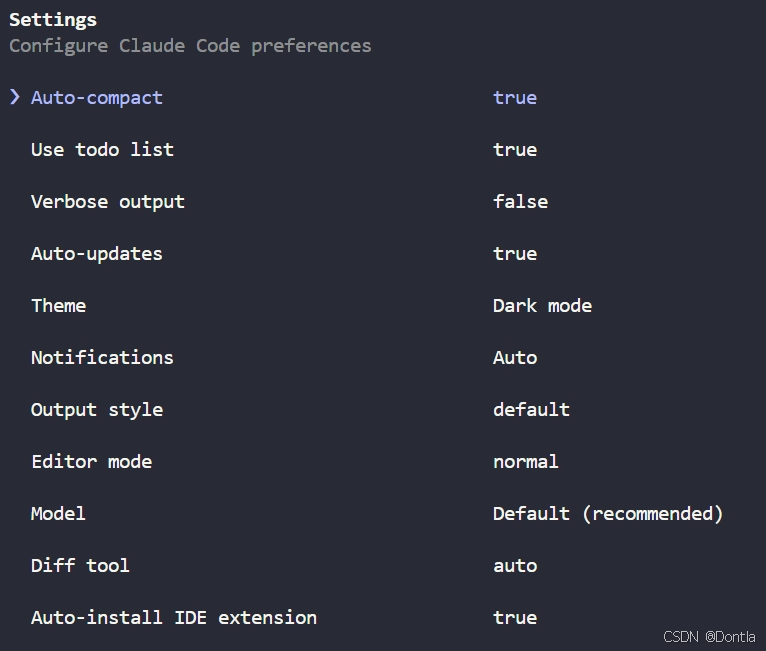 Settings
Configure Claude Code preferences
❯ Auto-compact true
Use todo list true
Verbose output false
Auto-updates true
Theme Dark mode
Notifications Auto
Output style default
Editor mode normal
Model Default (recommended)
Diff tool auto
Auto-install IDE extension true
CSDN @Dontla